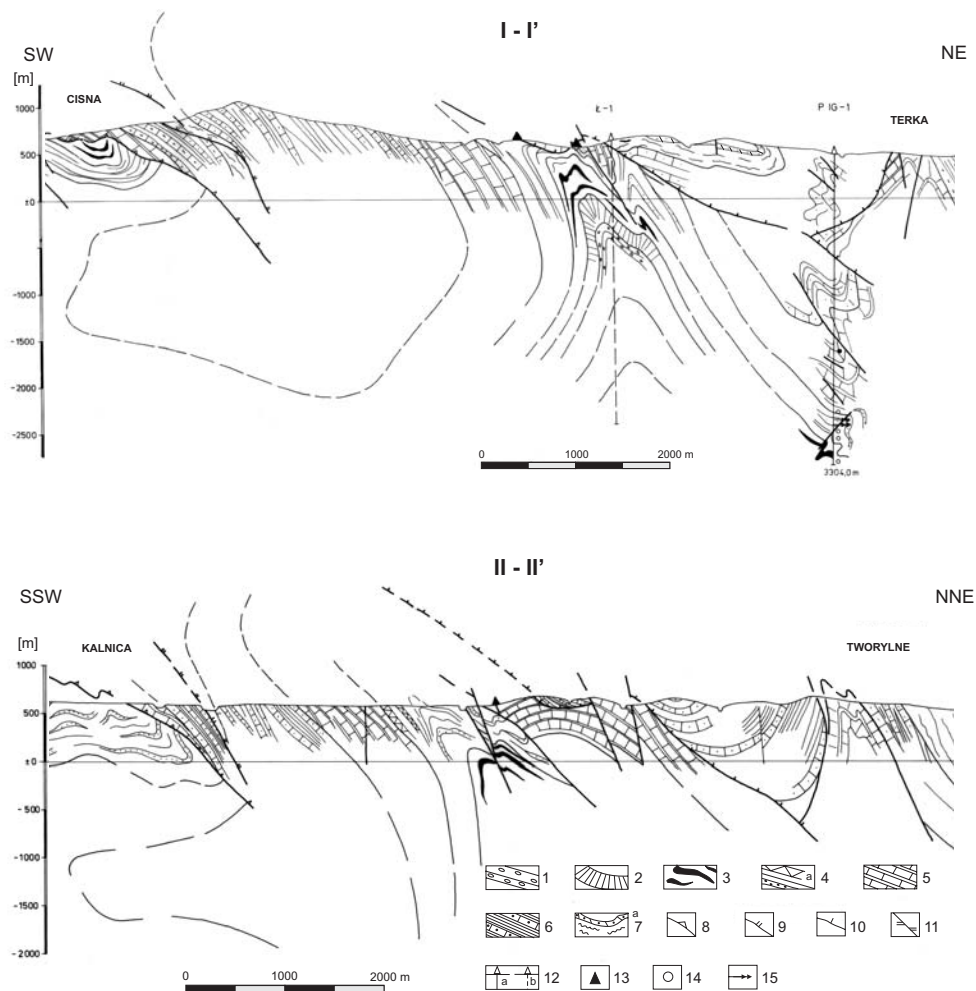 I - I'
SW
NE
[m]
CISNA
Ł-1
P IG-1
TERKA
1000
500
±0
-1000
-1500
-2000
-2500
0
1000
2000 m
3304,0m
II - II'
SSW
NNE
[m]
KALNICA
TWORYLNE
1000
500
±0
- 500
-1000
-1500
- 2000
1
2
3
a
4
5
6
a
7
8
9
10
11
a
b
12
13
14
15
0
1000
2000 m